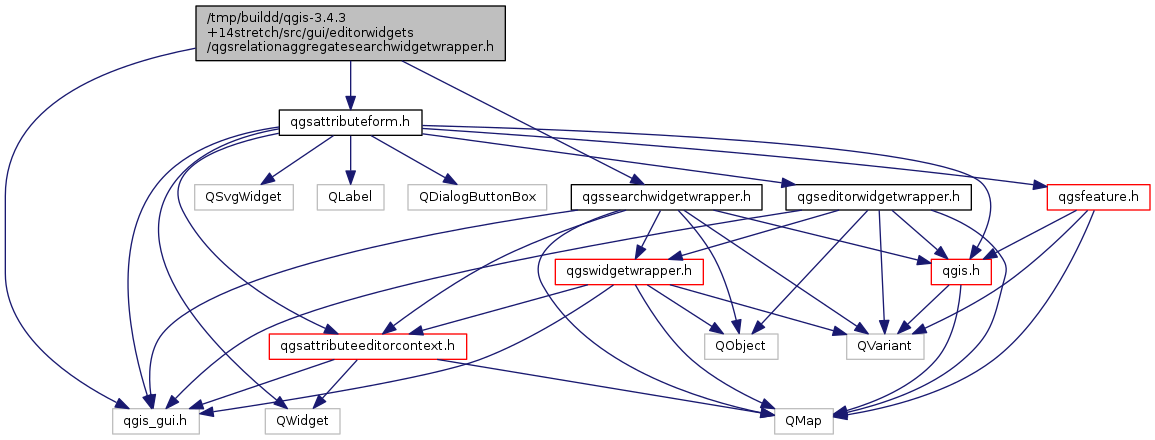 /tmp/buildd/qgis-3.4.3
+14stretch/src/gui/editorwidgets
/qgsrelationaggregatesearchwidgetwrapper.h
qgsattributeform.h
QSvgWidget
QLabel
QDialogButtonBox
qgssearchwidgetwrapper.h
qgseditorwidgetwrapper.h
qgsfeature.h
qgswidgetwrapper.h
qgis.h
qgsattributeeditorcontext.h
QObject
QVariant
qgis_gui.h
QWidget
QMap